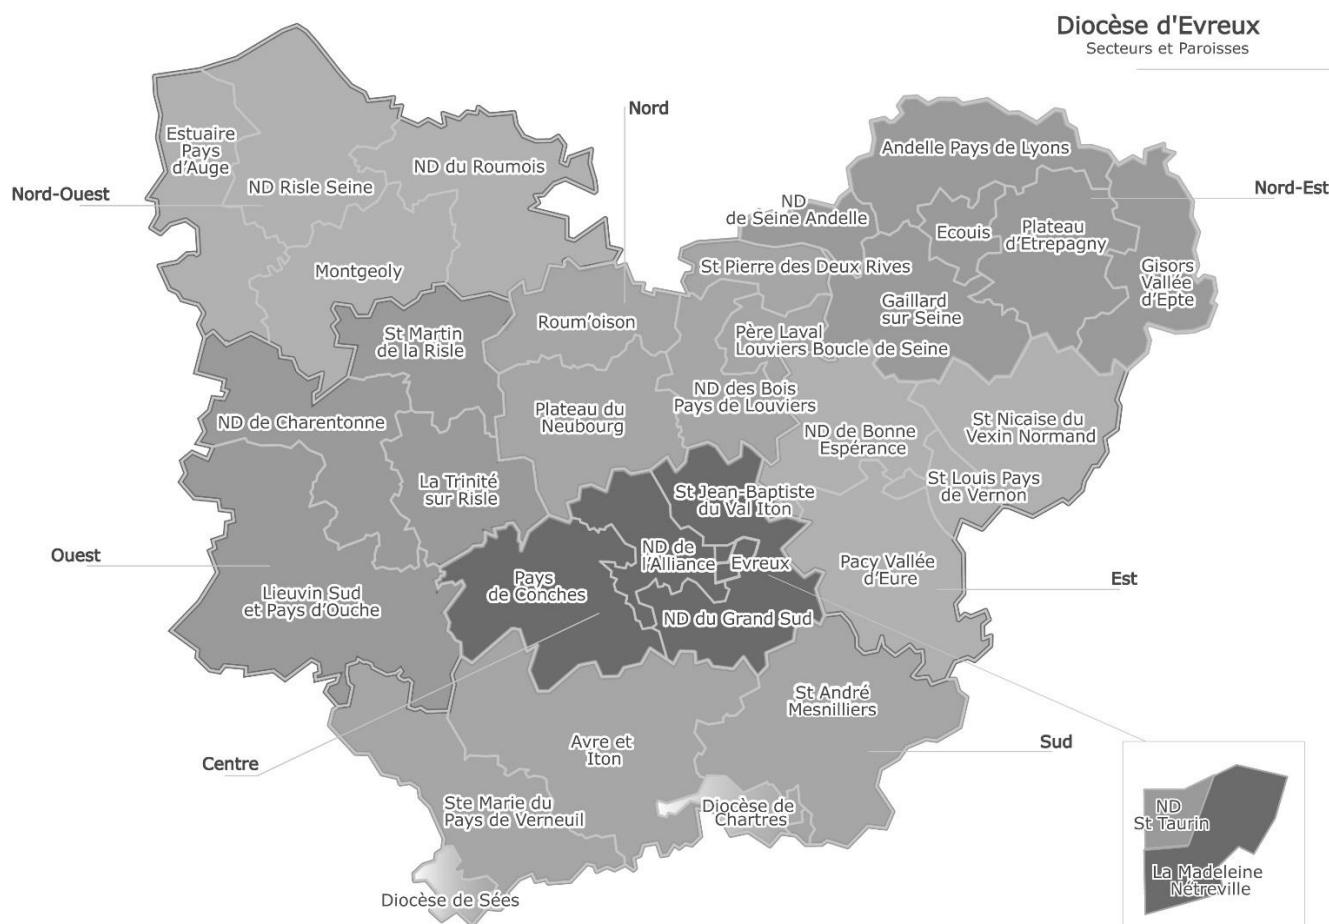 Diocèse d'Evreux
Secteurs et Paroisses
Nord
Estuaire
Pays
d'Auge
ND du Roumois
Andelle Pays de Lyons
Nord-Ouest
ND Risle Seine
Nord-Est
ND
de Seine Andelle
Ecouis
Plateau
d'Etrepagny
Montgeoly
St Pierre des Deux Rives
Gisors
Vallée
d'Epte
Gaillard
sur Seine
St Martin
de la Risle
Roum'oison
Père Laval
Louviers Boucle de Seine
ND des Bois
Pays de Louviers
ND de Charentonne
Plateau du
Neubourg
ND de Bonne
Espérance
St Nicaise du
Vexin Normand
La Trinité
sur Risle
St Jean-Baptiste
du Val Iton
St Louis Pays
de Vernon
Ouest
ND de
l'Alliance
Evreux
Pacy Vallée
d'Eure
Est
Pays
de Conches
Lieuvin Sud
et Pays d'Ouche
ND du Grand Sud
St André
Mesnilliers
Centre
Avre et
Iton
Sud
Ste Marie du
Pays de Verneuil
Diocèse de
Chartres
ND
St Taurin
La Madeleine
Nétreville
Diocèse de Sées